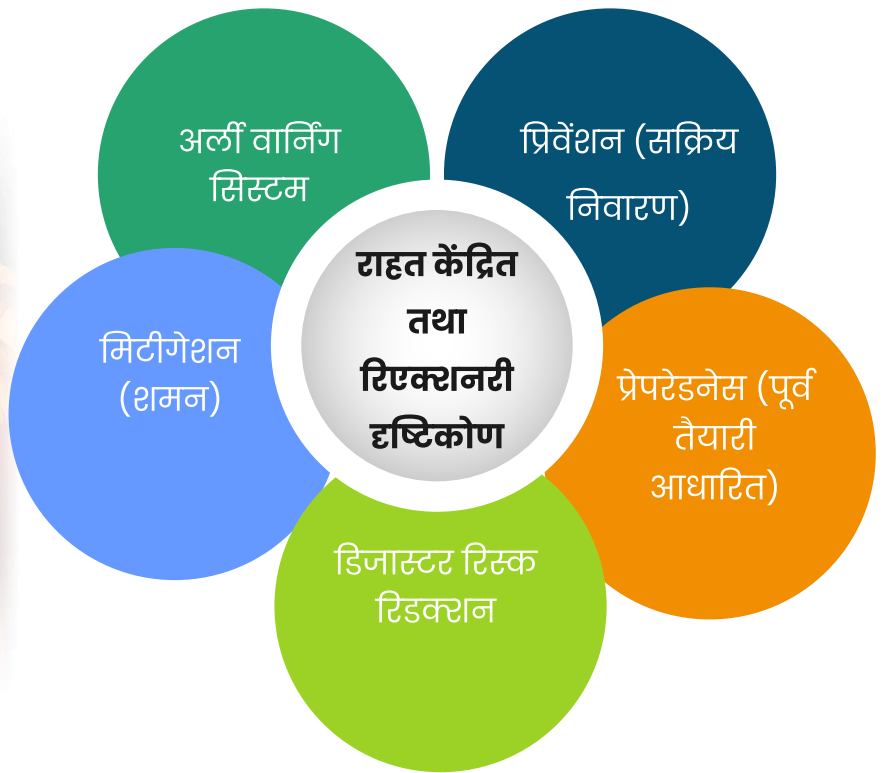 अर्ली वार्निंग
सिस्टम
प्रिवेंशन (सक्रिय
निवारण)
राहत केंद्रित
तथा
रिएक्शनरी
दृष्टिकोण
मिटीगेशन
(शमन)
प्रेपरेडनेस (पूर्व
तैयारी
आधारित)
डिजास्टर रिस्क
रिडक्शन